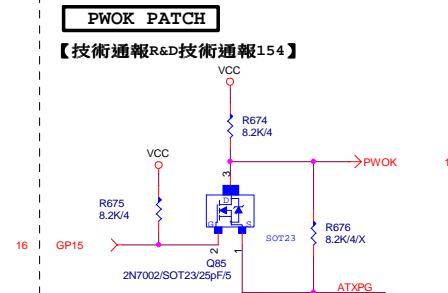 PWOK PATCH
【技術通報R&D技術通報154】
VCC
R674
8.2K/4
VCC
PWOK
1
3
R675
8.2K/4
D
G
S
SOT23
R676
8.2K/4/X
16
GP15
2
1
Q85
2N7002/SOT23/25pF/5
ATXPG